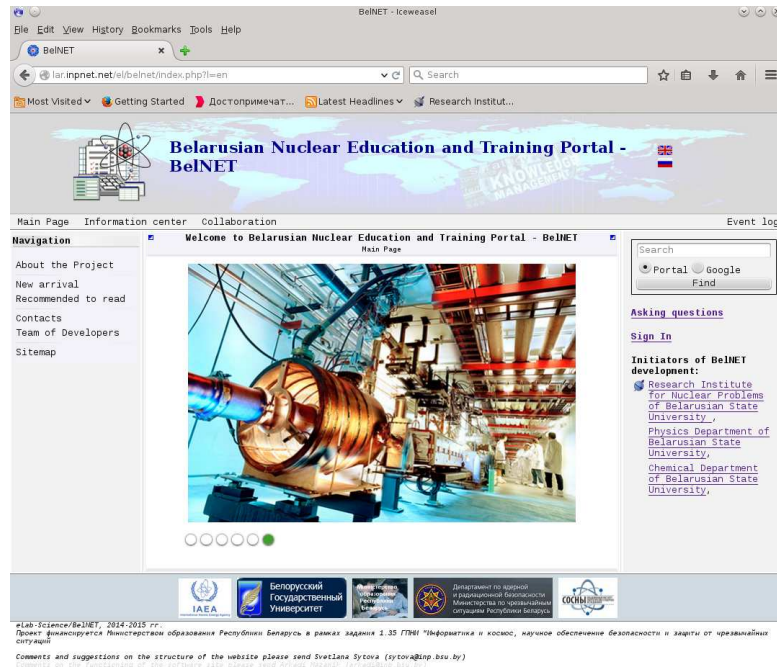 BelNET - Iceweasel
File Edit View History Bookmarks Tools Help
BelNET
lar.inpnet.net/el/belnet/index.php?l=en
Search
Most Visited
Getting Started
Достопримечат...
Latest Headlines
Research Institut...
Belarusian Nuclear Education and Training Portal -
BelNET
KNOWLEDGE
MANAGEMENT
Main Page Information center Collaboration
Event log
Navigation
About the Project
New arrival
Recommended to read
Contacts
Team of Developers
Sitemap
Welcome to Belarusian Nuclear Education and Training Portal - BelNET
Main Page
Search
Portal Google
Find
Asking questions
Sign In
Initiators of BelNET
development:
Research Institute
for Nuclear Problems
of Belarusian State
University ,
Physics Department of
Belarusian State
University,
Chemical Department
of Belarusian State
University,
IAEA
Белорусский
Государственный
Университет
Министерство
образования
Республики
Беларусь
Департамент по ядерной
и радиационной безопасности
Министерства по чрезвычайным
ситуациям Республики Беларусь
СОСНЫ
eLab-Science/BelNET, 2014-2015 гг.
Проект финансируется Министерством образования Республики Беларусь в рамках задания 1.35 ГПНИ "Информатика и космос, научное обеспечение безопасности и защиты от чрезвычайных
ситуаций
Comments and suggestions on the structure of the website please send Svetlana Sytova (sytova@inp.bsu.by)